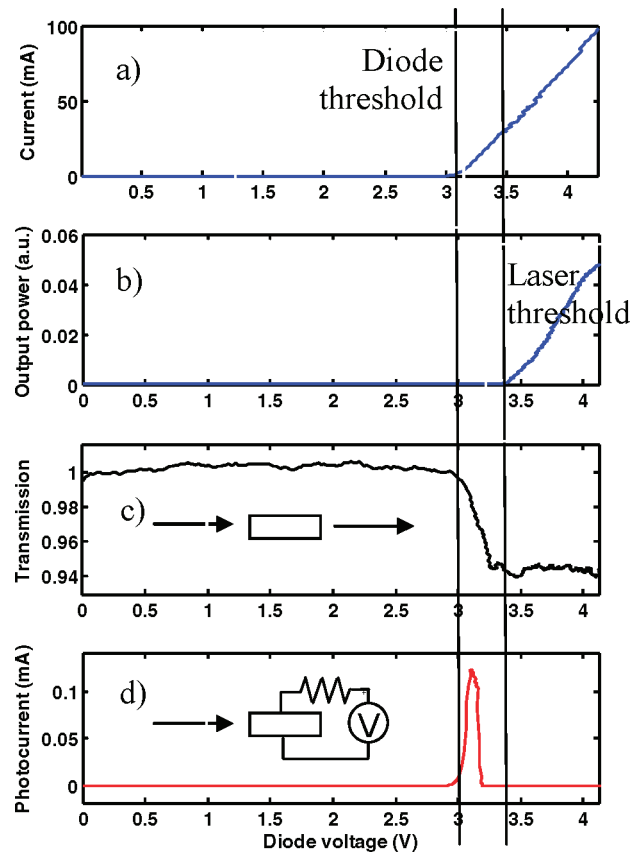 100
50
0
Current (mA)
a)
Diode
threshold
0.5 1 1.5 2 2.5 3 3.5 4
0.06
0.04
0.02
0
Output power (a.u.)
b)
Laser
threshold
0 0.5 1 1.5 2 2.5 3 3.5 4
1
0.98
0.96
0.94
Transmission
c)
0 0.5 1 1.5 2 2.5 3 3.5 4
0.1
0.05
0
Photocurrent (mA)
d)
V
0 0.5 1 1.5 2 2.5 3 3.5 4
Diode voltage (V)